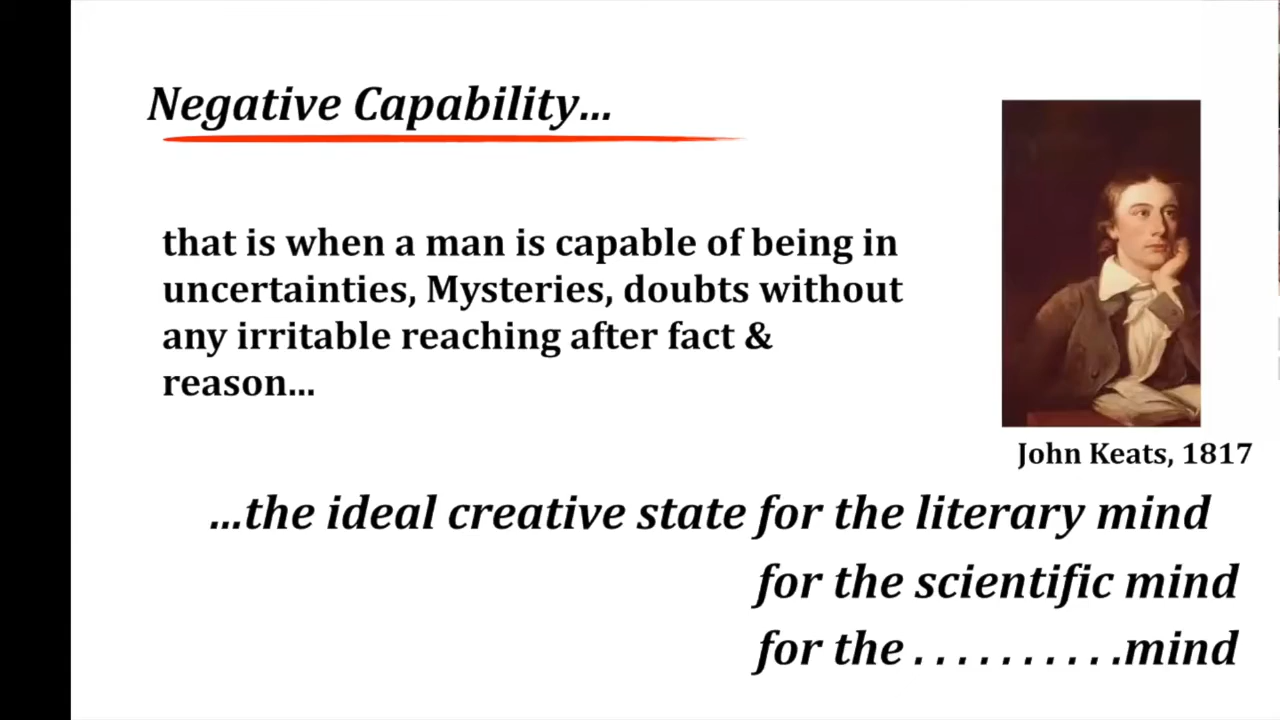 Negative Capability...
that is when a man is capable of being in
uncertainties, Mysteries, doubts without
any irritable reaching after fact &
reason...
John Keats, 1817
...the ideal creative state for the literary mind
for the scientific mind
for the . . . . . . . . . .mind